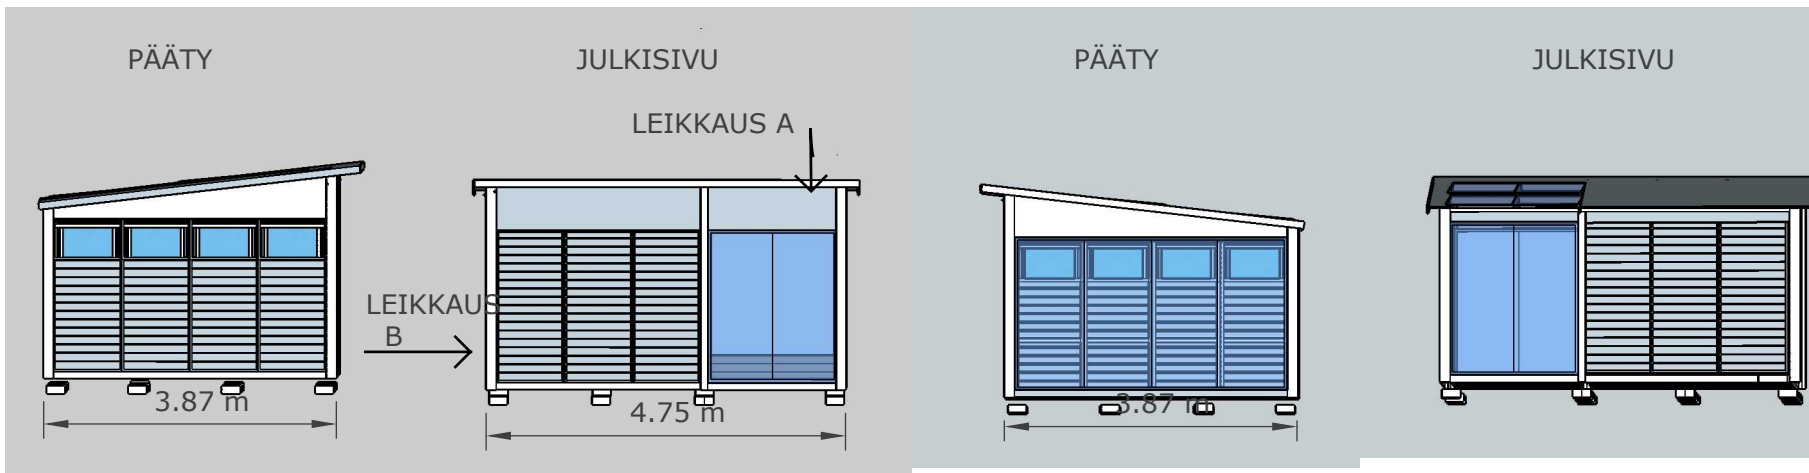 PÄÄTY
JULKISIVU
PÄÄTY
JULKISIVU
LEIKKAUS A
LEIKKAUS
B
3.87 m
4.75 m
3.87 m